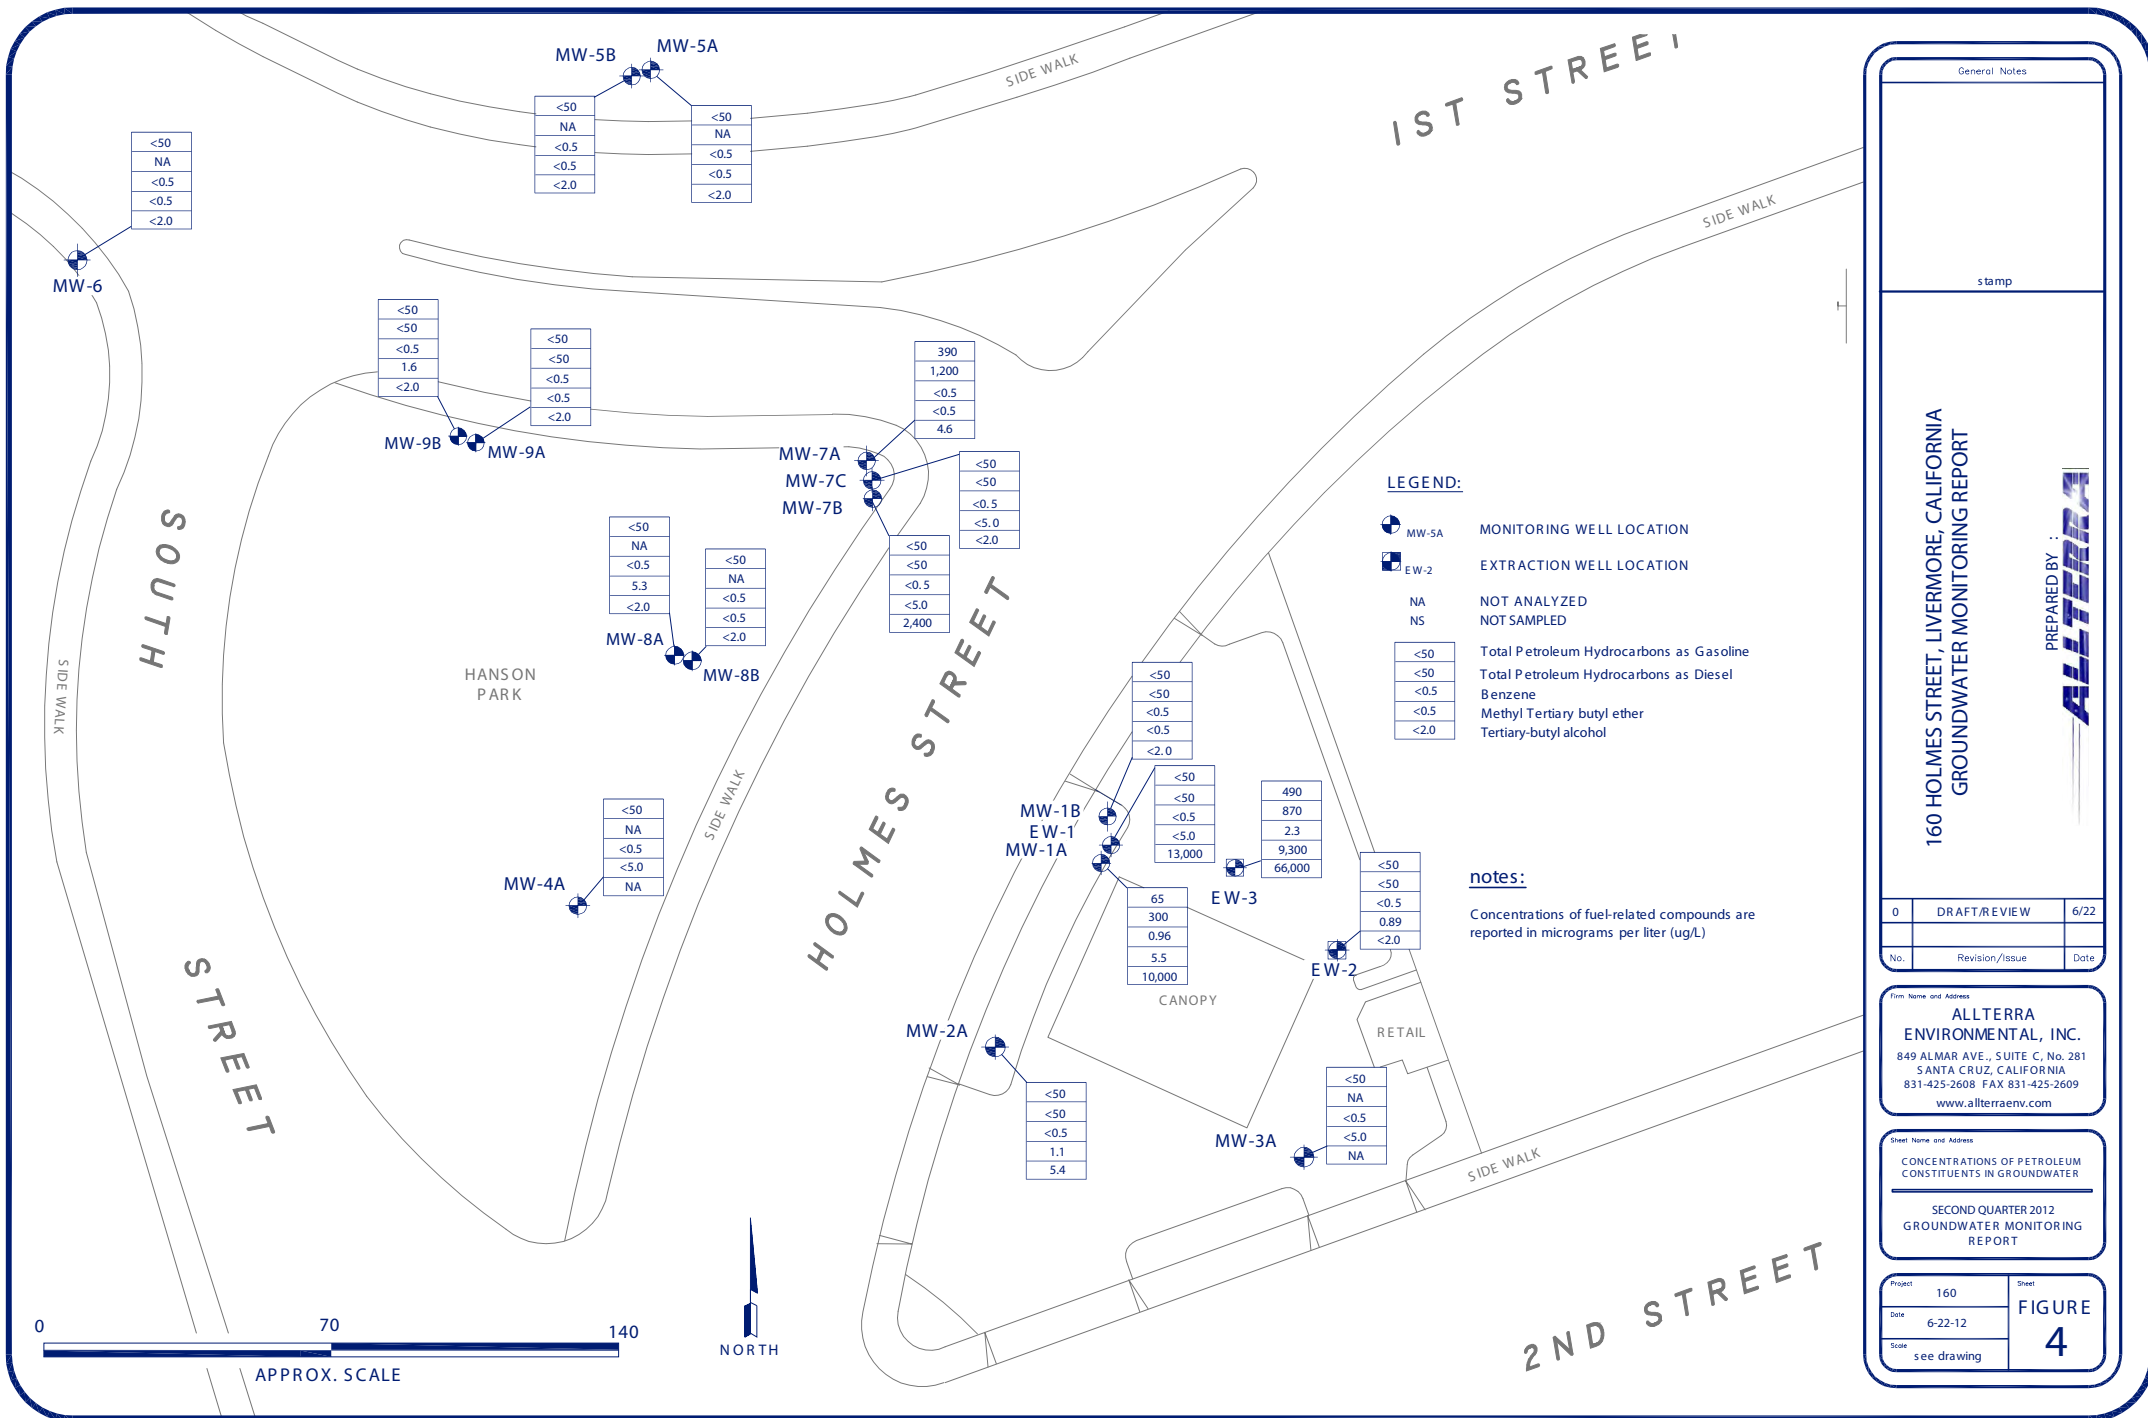 MW-5B
MW-5A
<50
NA
<0.5
<0.5
<2.0
<50
NA
<0.5
<0.5
<2.0
SIDE WALK
1ST STREET
SIDE WALK
<50
NA
<0.5
<0.5
<2.0
MW-6
<50
<50
<0.5
1.6
<2.0
MW-9B
<50
<50
<0.5
<0.5
<2.0
MW-9A
390
1,200
<0.5
<0.5
4.6
MW-7A
MW-7C
MW-7B
<50
<50
<0.5
<5.0
<2.0
<50
<50
<0.5
<5.0
2,400
<50
NA
<0.5
5.3
<2.0
MW-8A
<50
NA
<0.5
<0.5
<2.0
MW-8B
HANSON
PARK
SOUTH
STREET
SIDE WALK
HOLMES STREET
SIDE WALK
<50
NA
<0.5
<5.0
NA
MW-4A
<50
<50
<0.5
<0.5
<2.0
MW-1B
EW-1
MW-1A
<50
<50
<0.5
<5.0
13,000
65
300
0.96
5.5
10,000
490
870
2.3
9,300
66,000
EW-3
<50
<50
<0.5
0.89
<2.0
EW-2
CANOPY
RETAIL
MW-2A
<50
<50
<0.5
1.1
5.4
MW-3A
<50
NA
<0.5
<5.0
NA
SIDE WALK
2ND STREET
LEGEND:
MW-5A MONITORING WELL LOCATION
EW-2 EXTRACTION WELL LOCATION
NA NOT ANALYZED
NS NOT SAMPLED
<50 Total Petroleum Hydrocarbons as Gasoline
<50 Total Petroleum Hydrocarbons as Diesel
<0.5 Benzene
<0.5 Methyl Tertiary butyl ether
<2.0 Tertiary-butyl alcohol
notes:
Concentrations of fuel-related compounds are
reported in micrograms per liter (ug/L)
0 70 140
APPROX. SCALE
NORTH
General Notes
stamp
160 HOLMES STREET, LIVERMORE, CALIFORNIA
GROUNDWATER MONITORING REPORT
PREPARED BY :
ALLTERRA
0 DRAFT/REVIEW 6/22
No. Revision/Issue Date
Firm Name and Address
ALLTERRA
ENVIRONMENTAL, INC.
849 ALMAR AVE., SUITE C, No. 281
SANTA CRUZ, CALIFORNIA
831-425-2608 FAX 831-425-2609
www.allterraenv.com
Sheet Name and Address
CONCENTRATIONS OF PETROLEUM
CONSTITUENTS IN GROUNDWATER
SECOND QUARTER 2012
GROUNDWATER MONITORING
REPORT
Project
160
Date
6-22-12
Scale
see drawing
Sheet
FIGURE
4